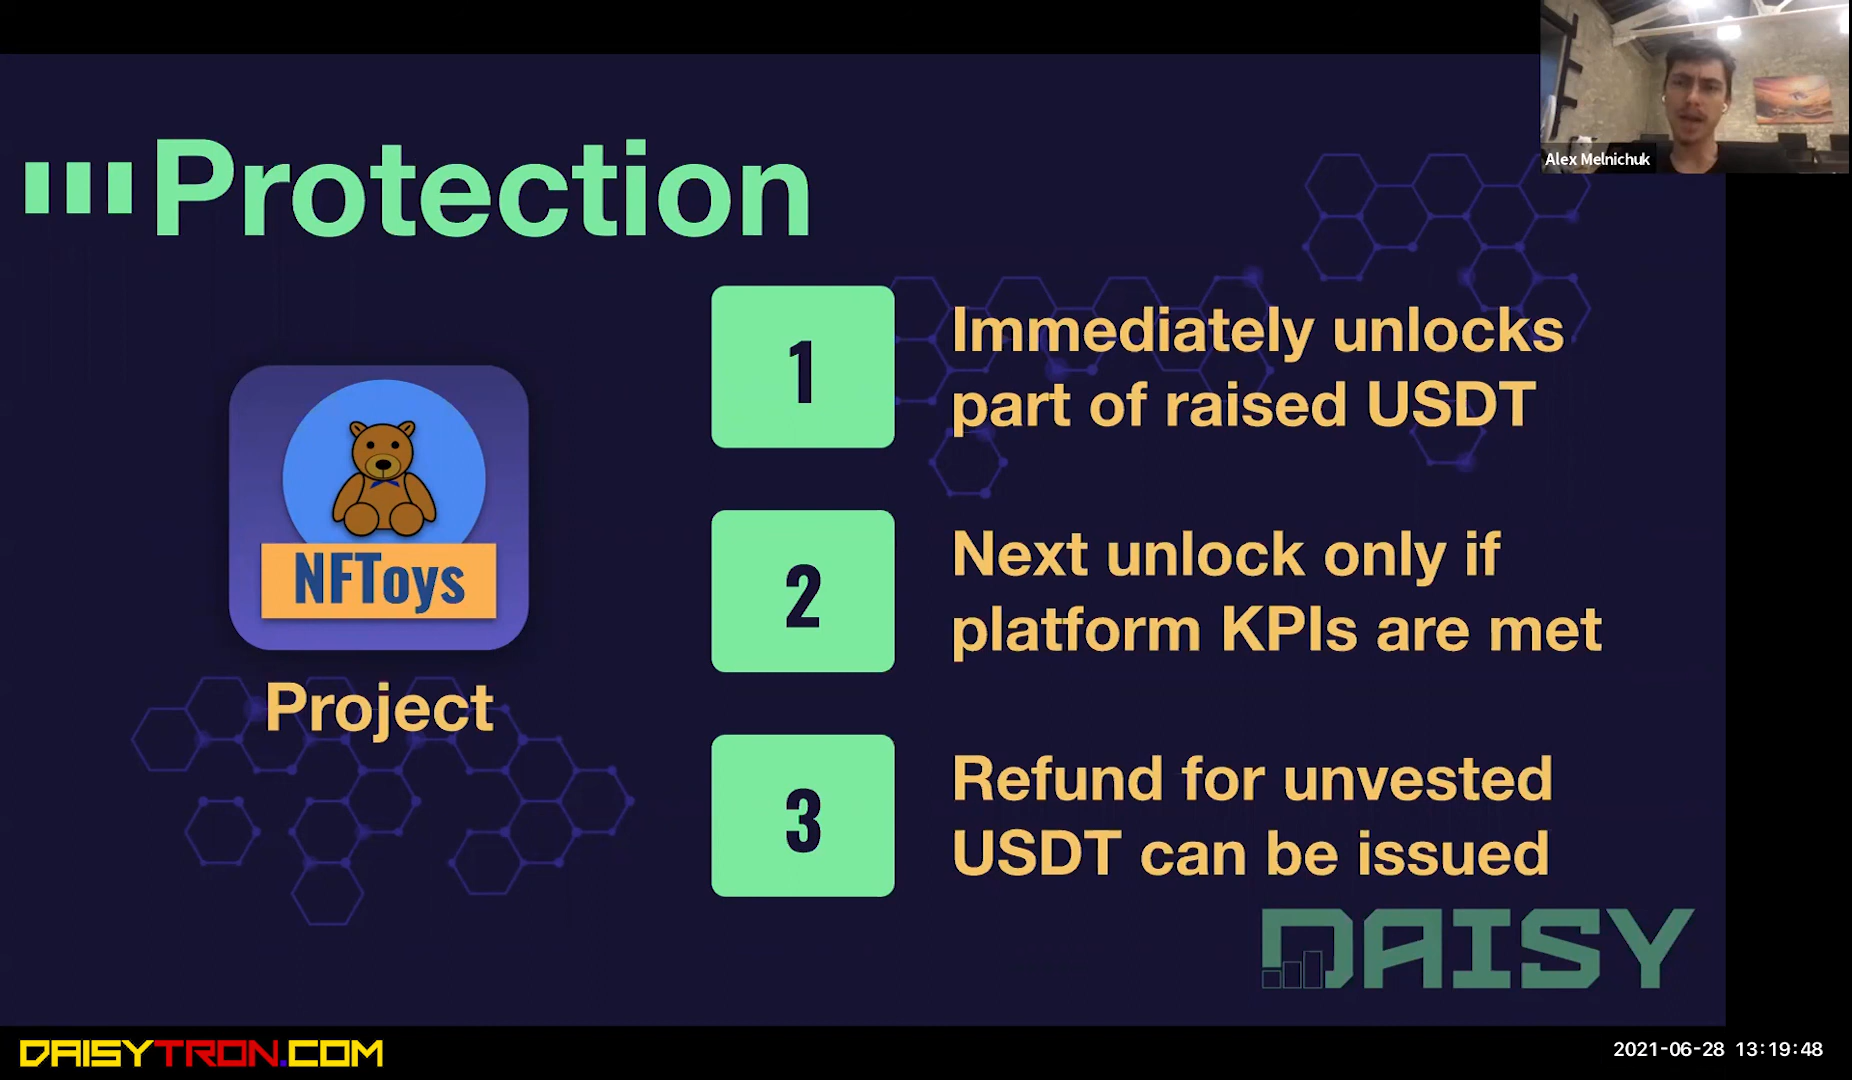 Alex Melnichuk
Protection
1
Immediately unlocks
part of raised USDT
2
Next unlock only if
platform KPIs are met
3
Refund for unvested
USDT can be issued
NFToys
Project
DAISY
DAISYTRON.COM
2021-06-28 13:19:48